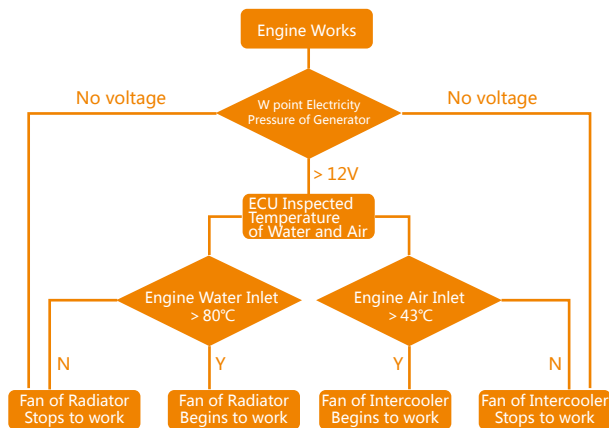 Engine Works
No voltage
No voltage
W point Electricity
Pressure of Generator
> 12V
ECU Inspected
Temperature
of Water and Air
Engine Water Inlet
> 80℃
Engine Air Inlet
> 43℃
N
Y
Y
N
Fan of Radiator
Stops to work
Fan of Radiator
Begins to work
Fan of Intercooler
Begins to work
Fan of Intercooler
Stops to work